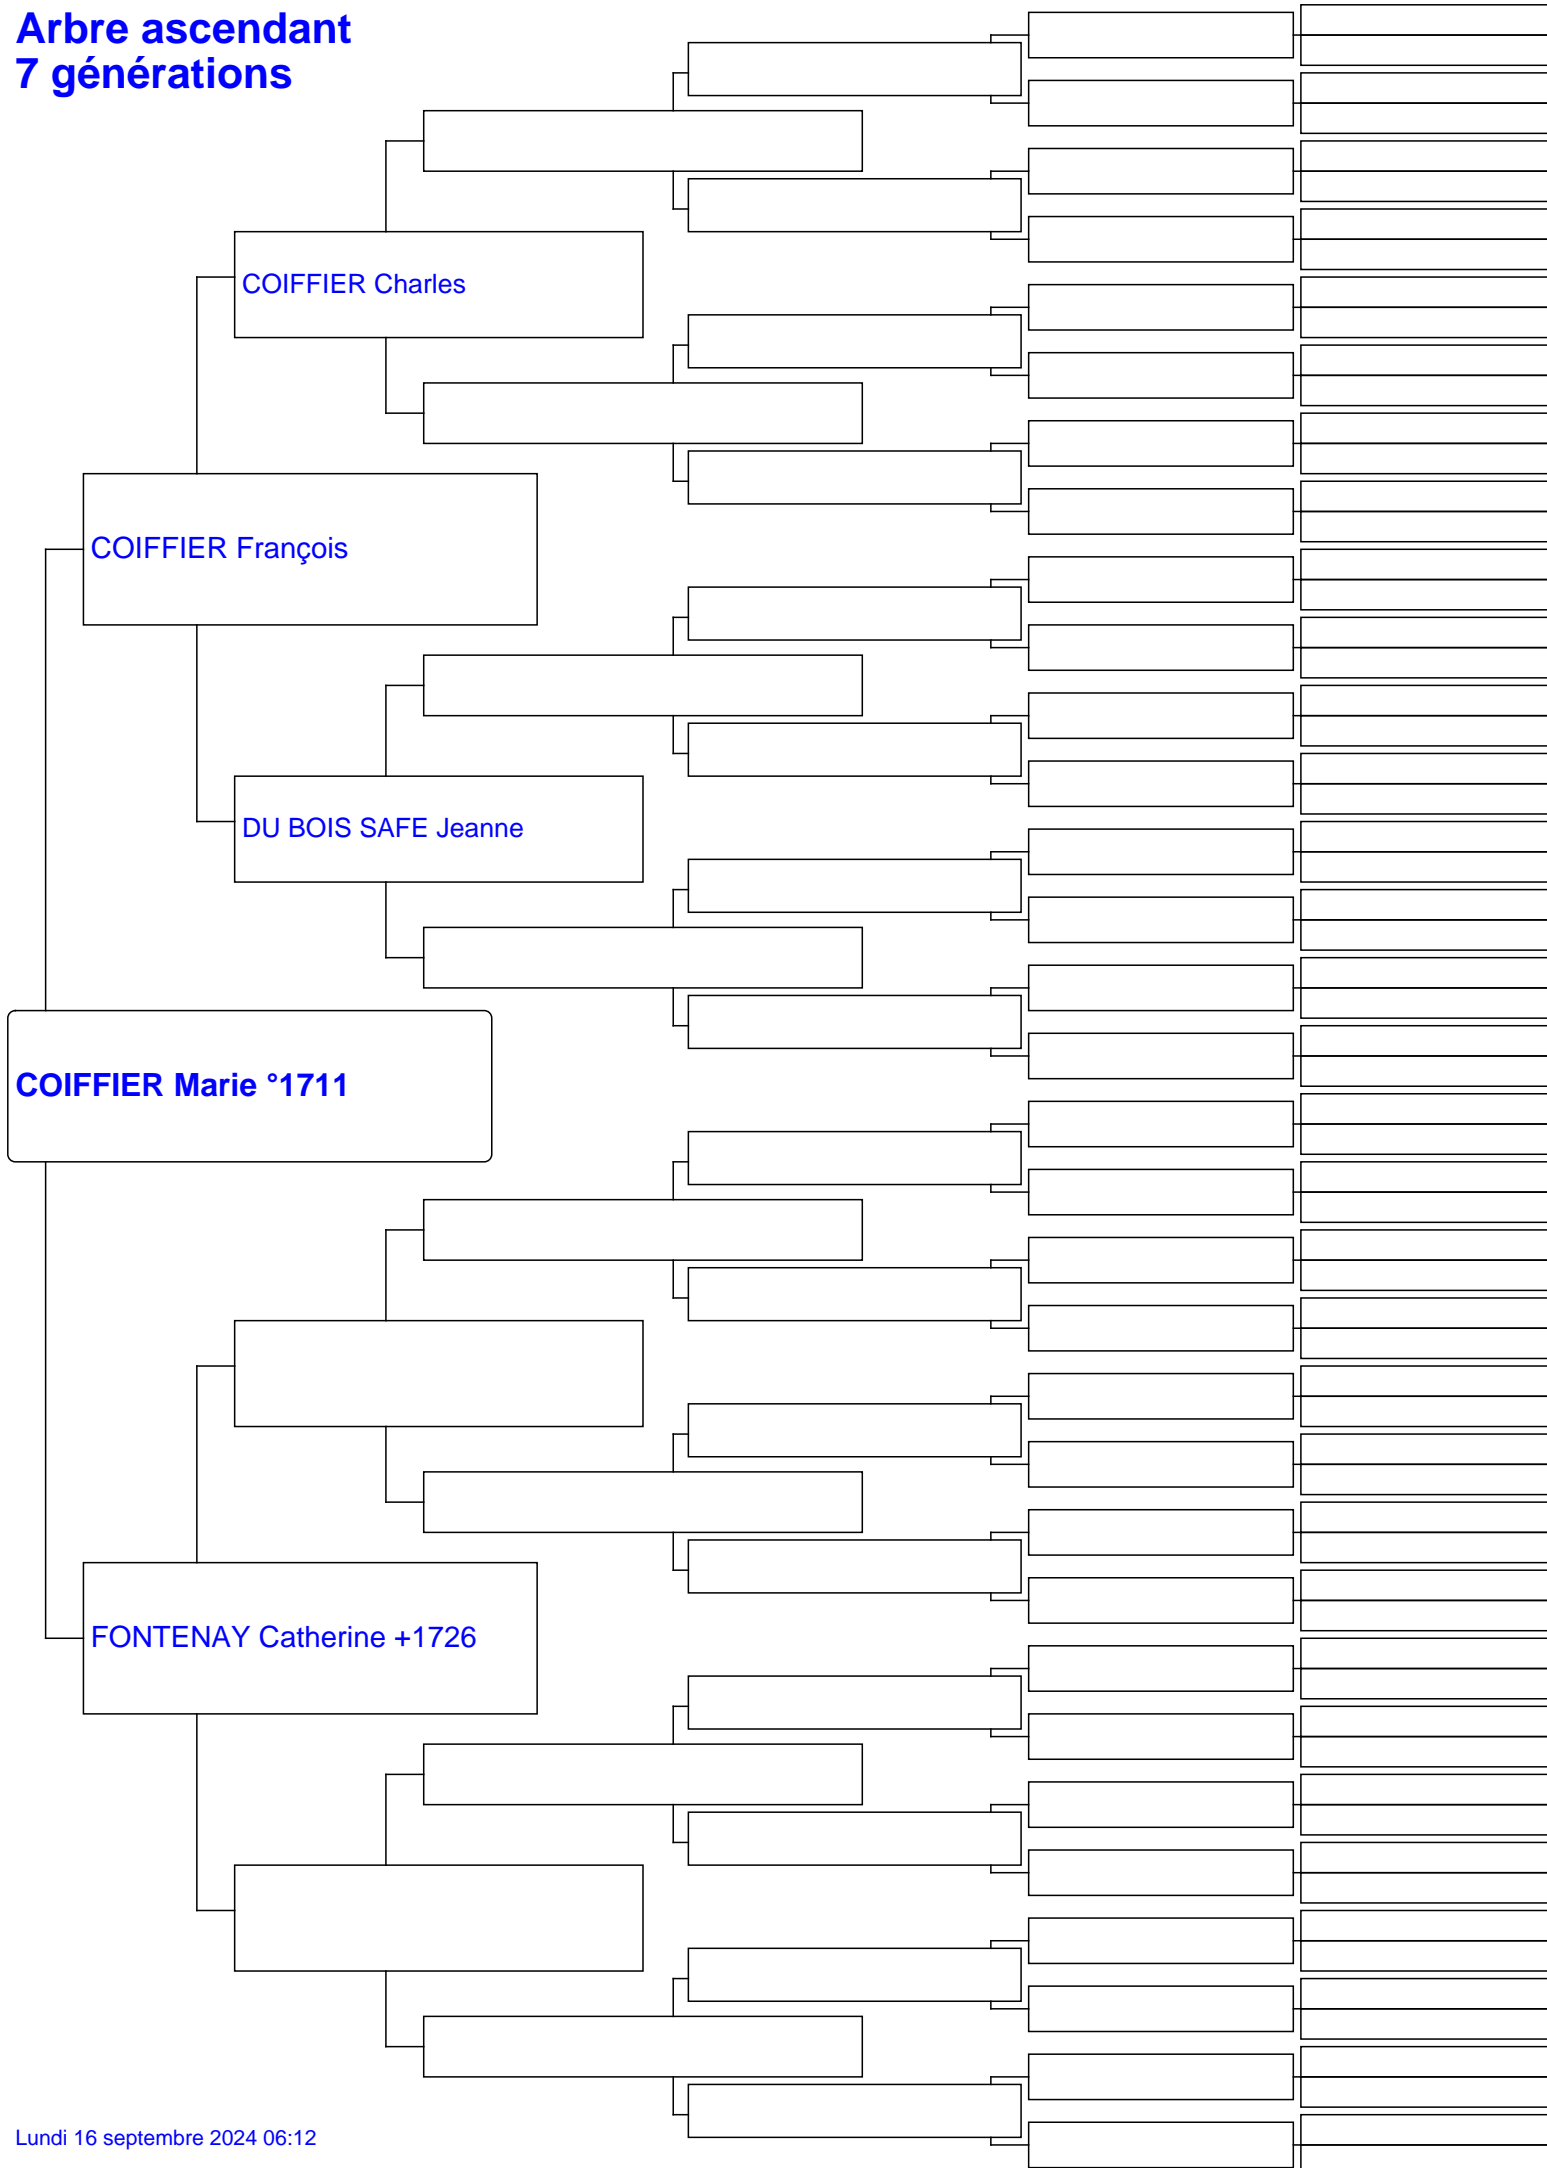 Arbre ascendant
7 générations
COIFFIER Charles
COIFFIER François
DU BOIS SAFE Jeanne
COIFFIER Marie °1711
FONTENAY Catherine +1726
Lundi 16 septembre 2024 06:12